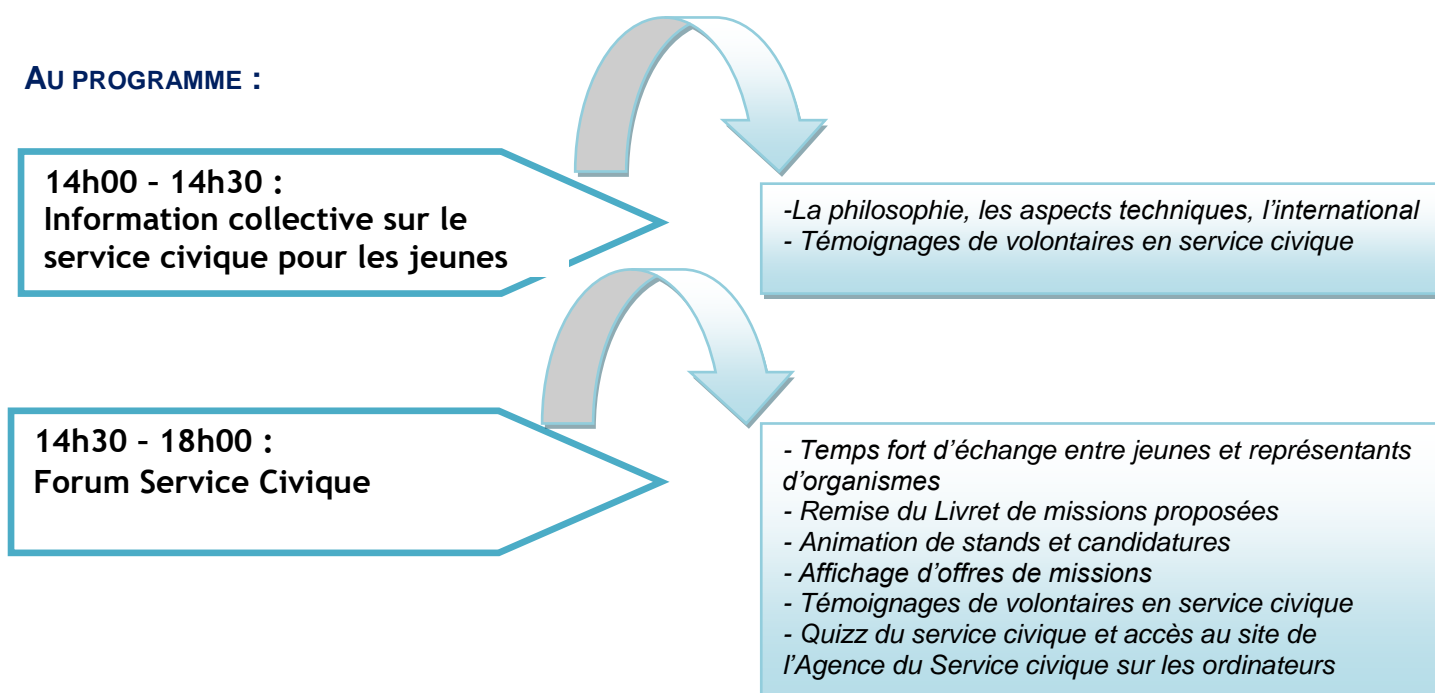 AU PROGRAMME :
14h00 – 14h30 :
Information collective sur le
service civique pour les jeunes
-La philosophie, les aspects techniques, l’international
- Témoignages de volontaires en service civique
14h30 – 18h00 :
Forum Service Civique
- Temps fort d’échange entre jeunes et représentants
d’organismes
- Remise du Livret de missions proposées
- Animation de stands et candidatures
- Affichage d’offres de missions
- Témoignages de volontaires en service civique
- Quizz du service civique et accès au site de
l’Agence du Service civique sur les ordinateurs